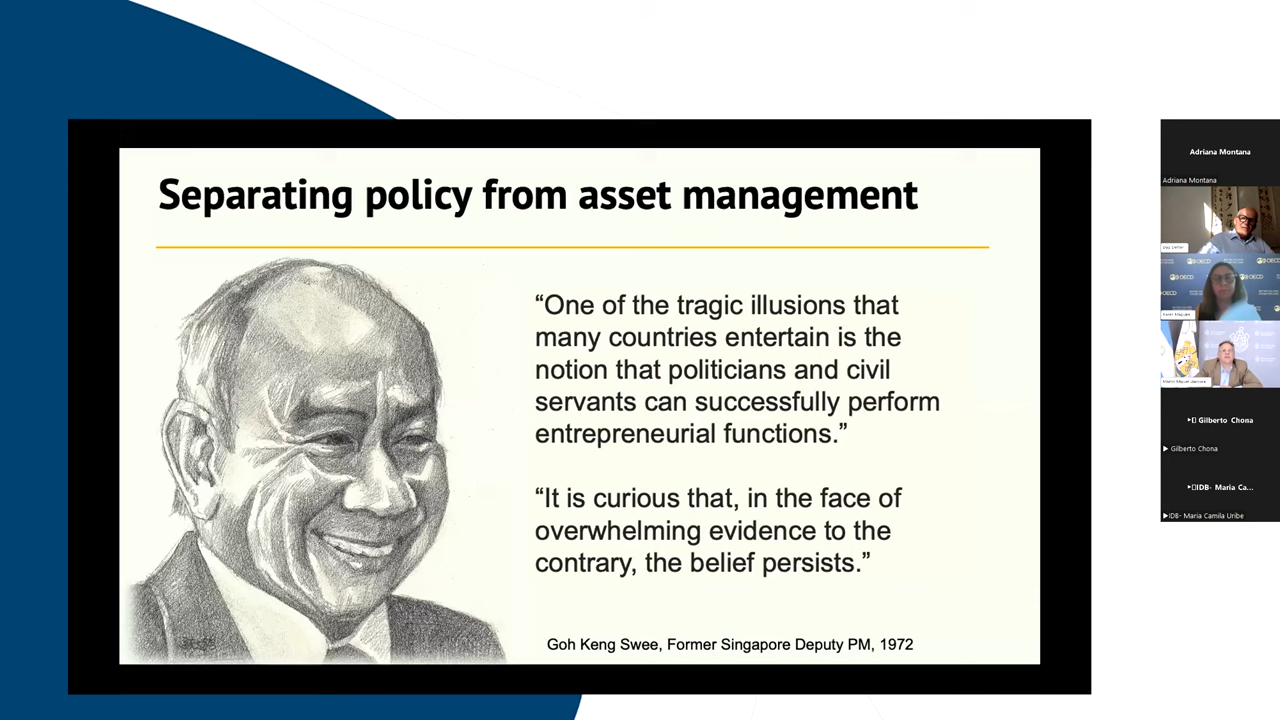 Separating policy from asset management
“One of the tragic illusions that
many countries entertain is the
notion that politicians and civil
servants can successfully perform
entrepreneurial functions.”
“It is curious that, in the face of
overwhelming evidence to the
contrary, the belief persists.”
Goh Keng Swee, Former Singapore Deputy PM, 1972
Adriana Montana
Adriana Montana
OECD
OECD
OECD
Gilberto Chona
Gilberto Chona
IDB- Maria Ca...
IDB- Maria Camila Uribe